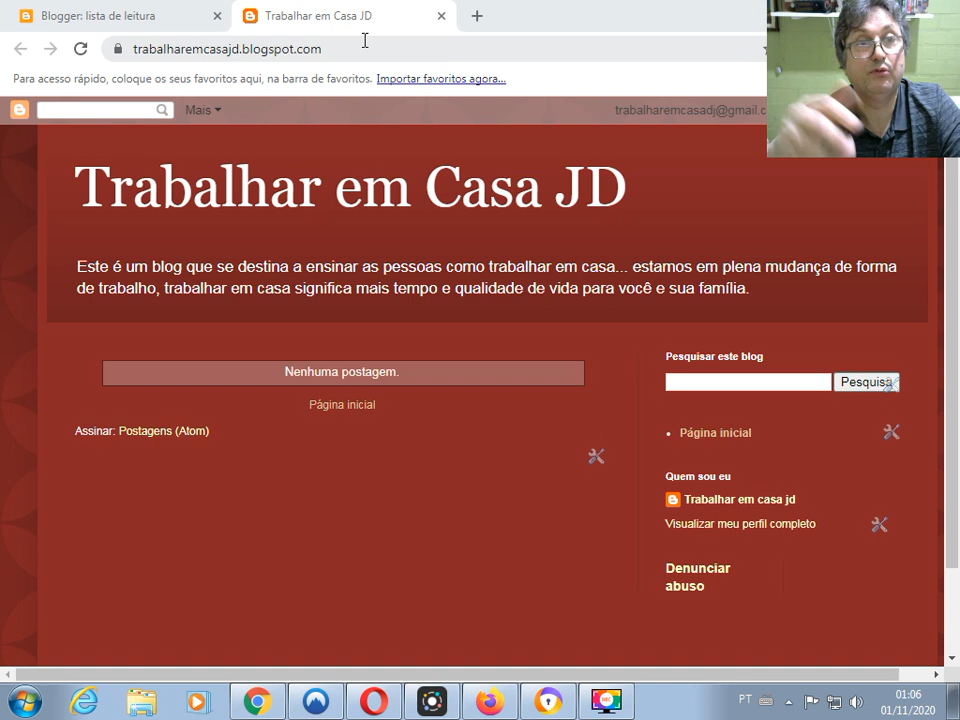 Blogger: lista de leitura
Trabalhar em Casa JD
trabalharemcasajd.blogspot.com
Para acesso rápido, coloque os seus favoritos aqui, na barra de favoritos. Importar favoritos agora...
Mais
trabalharemcasadj@gmail.c
Trabalhar em Casa JD
Este é um blog que se destina a ensinar as pessoas como trabalhar em casa... estamos em plena mudança de forma
de trabalho, trabalhar em casa significa mais tempo e qualidade de vida para você e sua família.
Nenhuma postagem.
Página inicial
Assinar: Postagens (Atom)
Pesquisar este blog
Pesquisa
Página inicial
Quem sou eu
Trabalhar em casa jd
Visualizar meu perfil completo
Denunciar
abuso
PT
01:06
01/11/2020